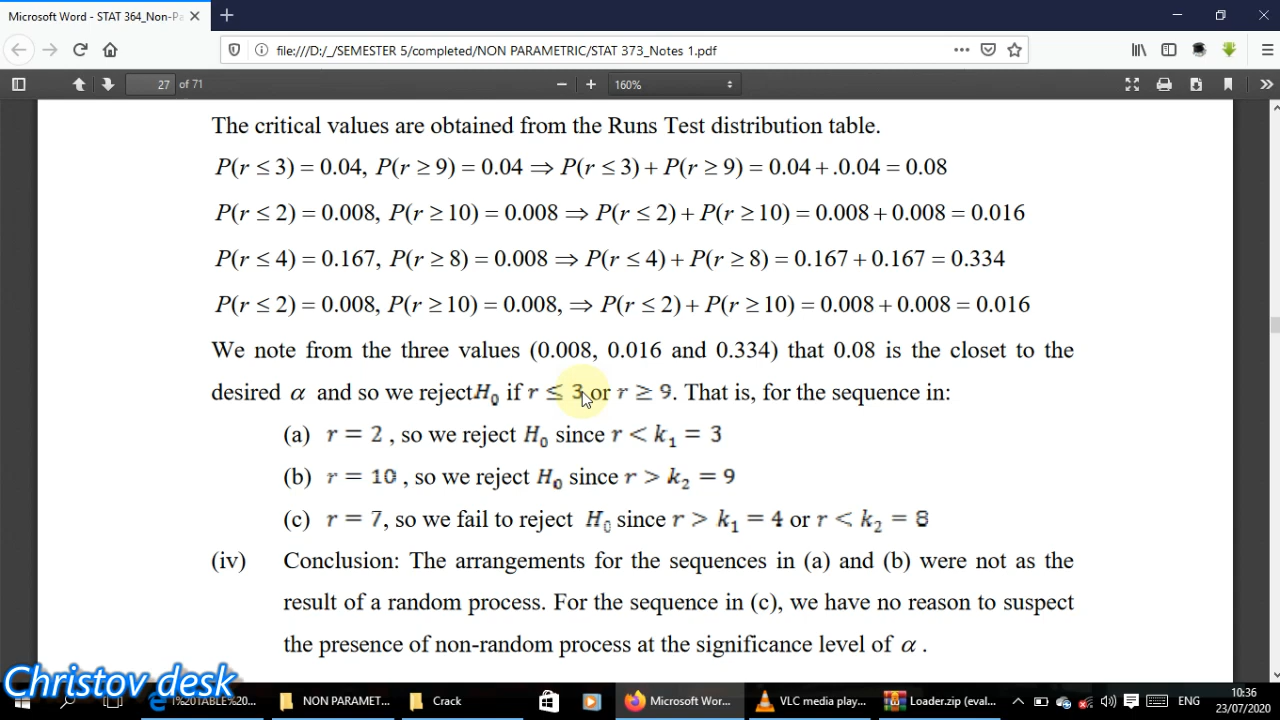 Microsoft Word - STAT 364_Non-Pa
file:///D:/_/SEMESTER 5/completed/NON PARAMETRIC/STAT 373_Notes 1.pdf
27 of 71
160%
The critical values are obtained from the Runs Test distribution table.
P(r ≤ 3) = 0.04, P(r ≥ 9) = 0.04 ⇒ P(r ≤ 3) + P(r ≥ 9) = 0.04 + .0.04 = 0.08
P(r ≤ 2) = 0.008, P(r ≥ 10) = 0.008 ⇒ P(r ≤ 2) + P(r ≥ 10) = 0.008 + 0.008 = 0.016
P(r ≤ 4) = 0.167, P(r ≥ 8) = 0.008 ⇒ P(r ≤ 4) + P(r ≥ 8) = 0.167 + 0.167 = 0.334
P(r ≤ 2) = 0.008, P(r ≥ 10) = 0.008, ⇒ P(r ≤ 2) + P(r ≥ 10) = 0.008 + 0.008 = 0.016
We note from the three values (0.008, 0.016 and 0.334) that 0.08 is the closet to the
desired α and so we reject H₀ if r ≤ 3 or r ≥ 9. That is, for the sequence in:
(a) r = 2 , so we reject H₀ since r < k₁ = 3
(b) r = 10 , so we reject H₀ since r > k₂ = 9
(c) r = 7, so we fail to reject H₀ since r > k₁ = 4 or r < k₂ = 8
(iv) Conclusion: The arrangements for the sequences in (a) and (b) were not as the
result of a random process. For the sequence in (c), we have no reason to suspect
the presence of non-random process at the significance level of α .
Christov desk
NON PARAMET... Crack Microsoft Wor... VLC media play... Loader.zip (eval... ENG
10:36
23/07/2020